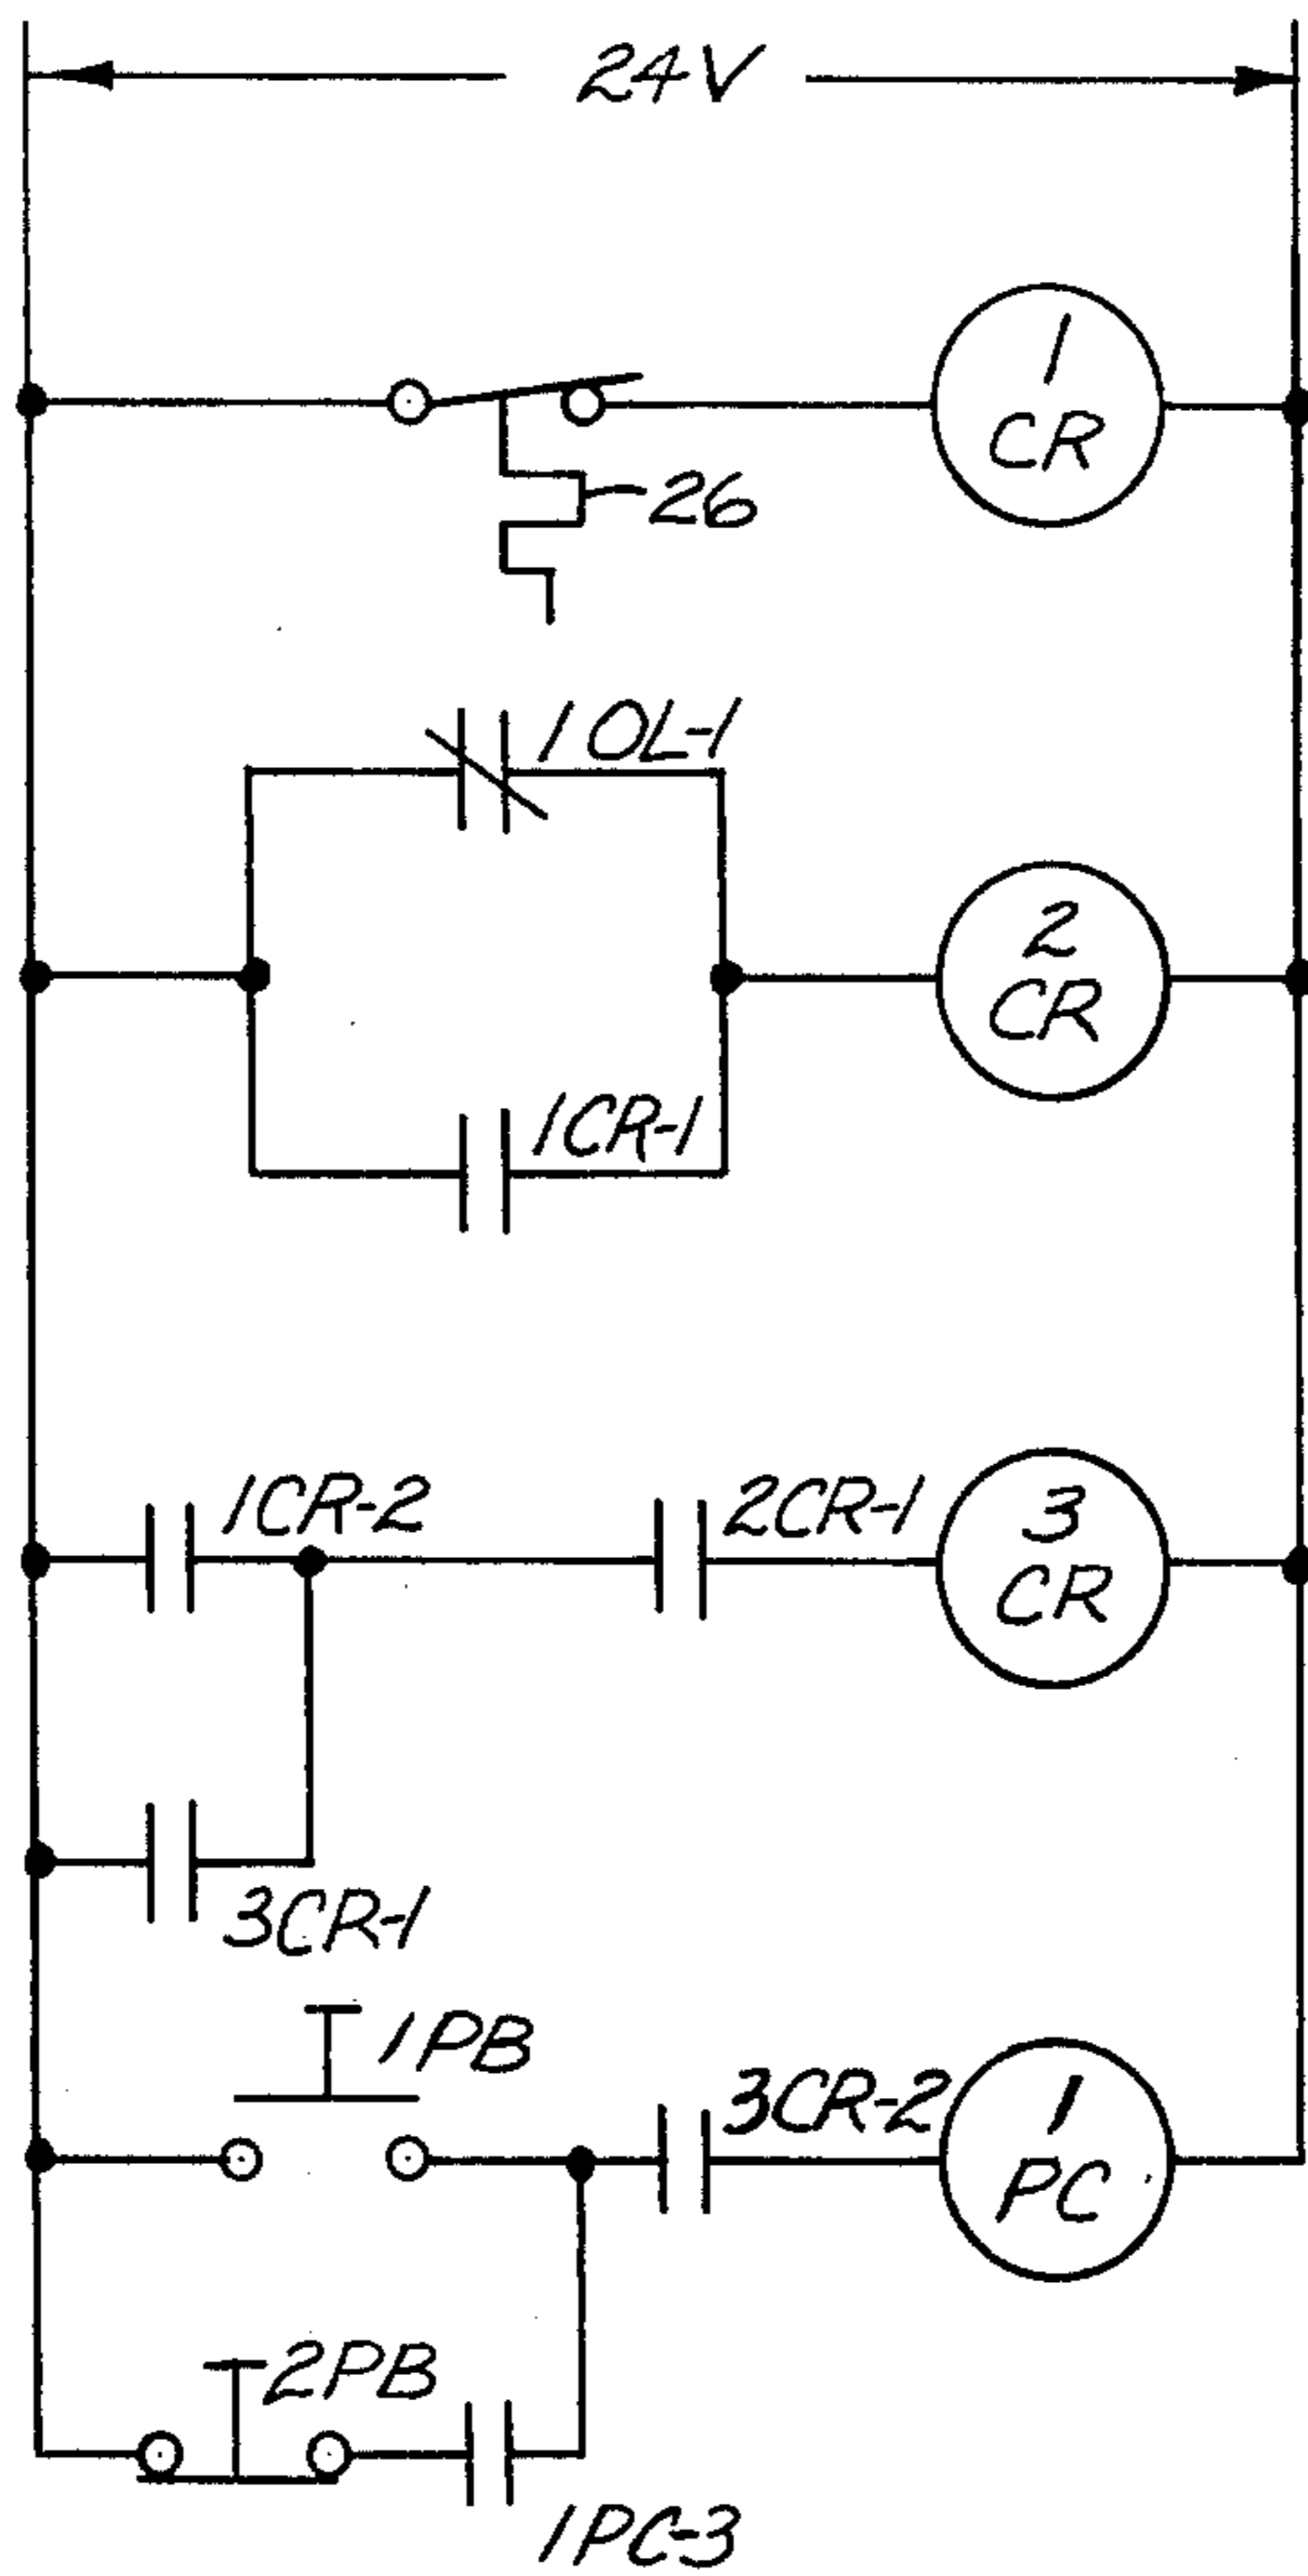 24V
1
CR
26
1OL-1
2
CR
1CR-1
1CR-2
2CR-1
3
CR
3CR-1
1PB
3CR-2
1
PC
2PB
1PC-3